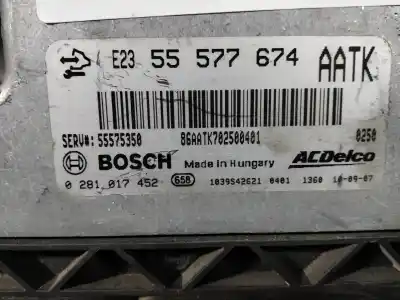 E23 55 577 674 AATK
SERV#: 55575350 86AATK702500401 0250
BOSCH Made in Hungary ACDelco
0 281 017 452 658 1039S42621 0401 1360 10-09-07